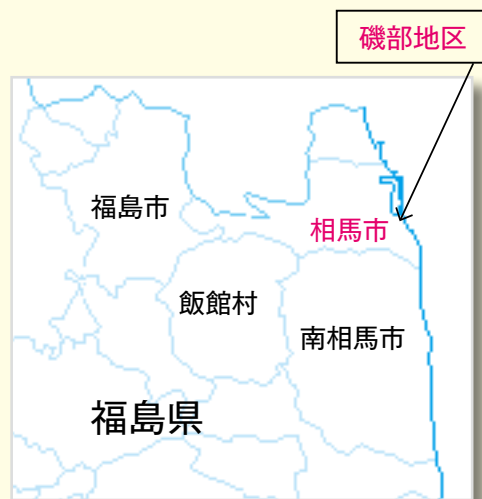 磯部地区
福島市
相馬市
飯館村
南相馬市
福島県